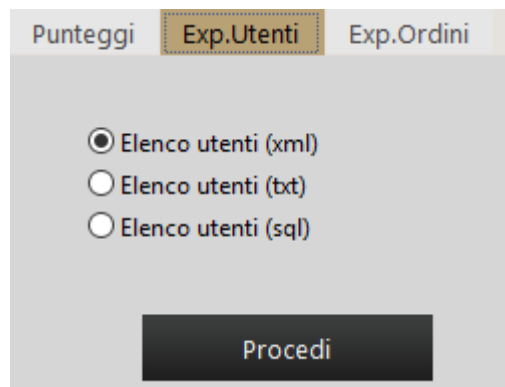 Punteggi Exp.Utenti Exp.Ordini
Elenco utenti (xml)
Elenco utenti (txt)
Elenco utenti (sql)
Procedi